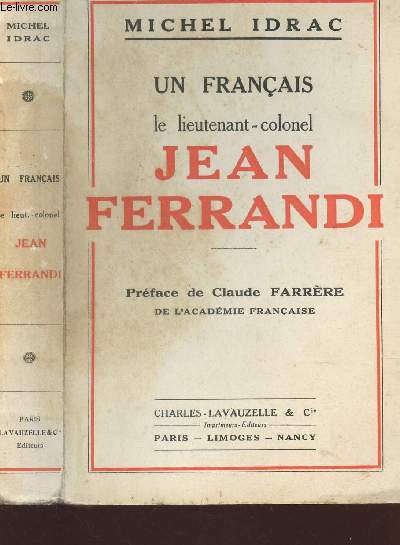 Le-livre.com
MICHEL
IDRAC
UN FRANÇAIS
le lieut.-colonel
JEAN
FERRANDI
PARIS
LAVAUZELLE & Cie
Editeurs
MICHEL IDRAC
UN FRANÇAIS
le lieutenant-colonel
JEAN
FERRANDI
Préface de Claude FARRÈRE
DE L'ACADÉMIE FRANÇAISE
CHARLES-LAVAUZELLE & Cie
Imprimeurs-Éditeurs
PARIS — LIMOGES — NANCY